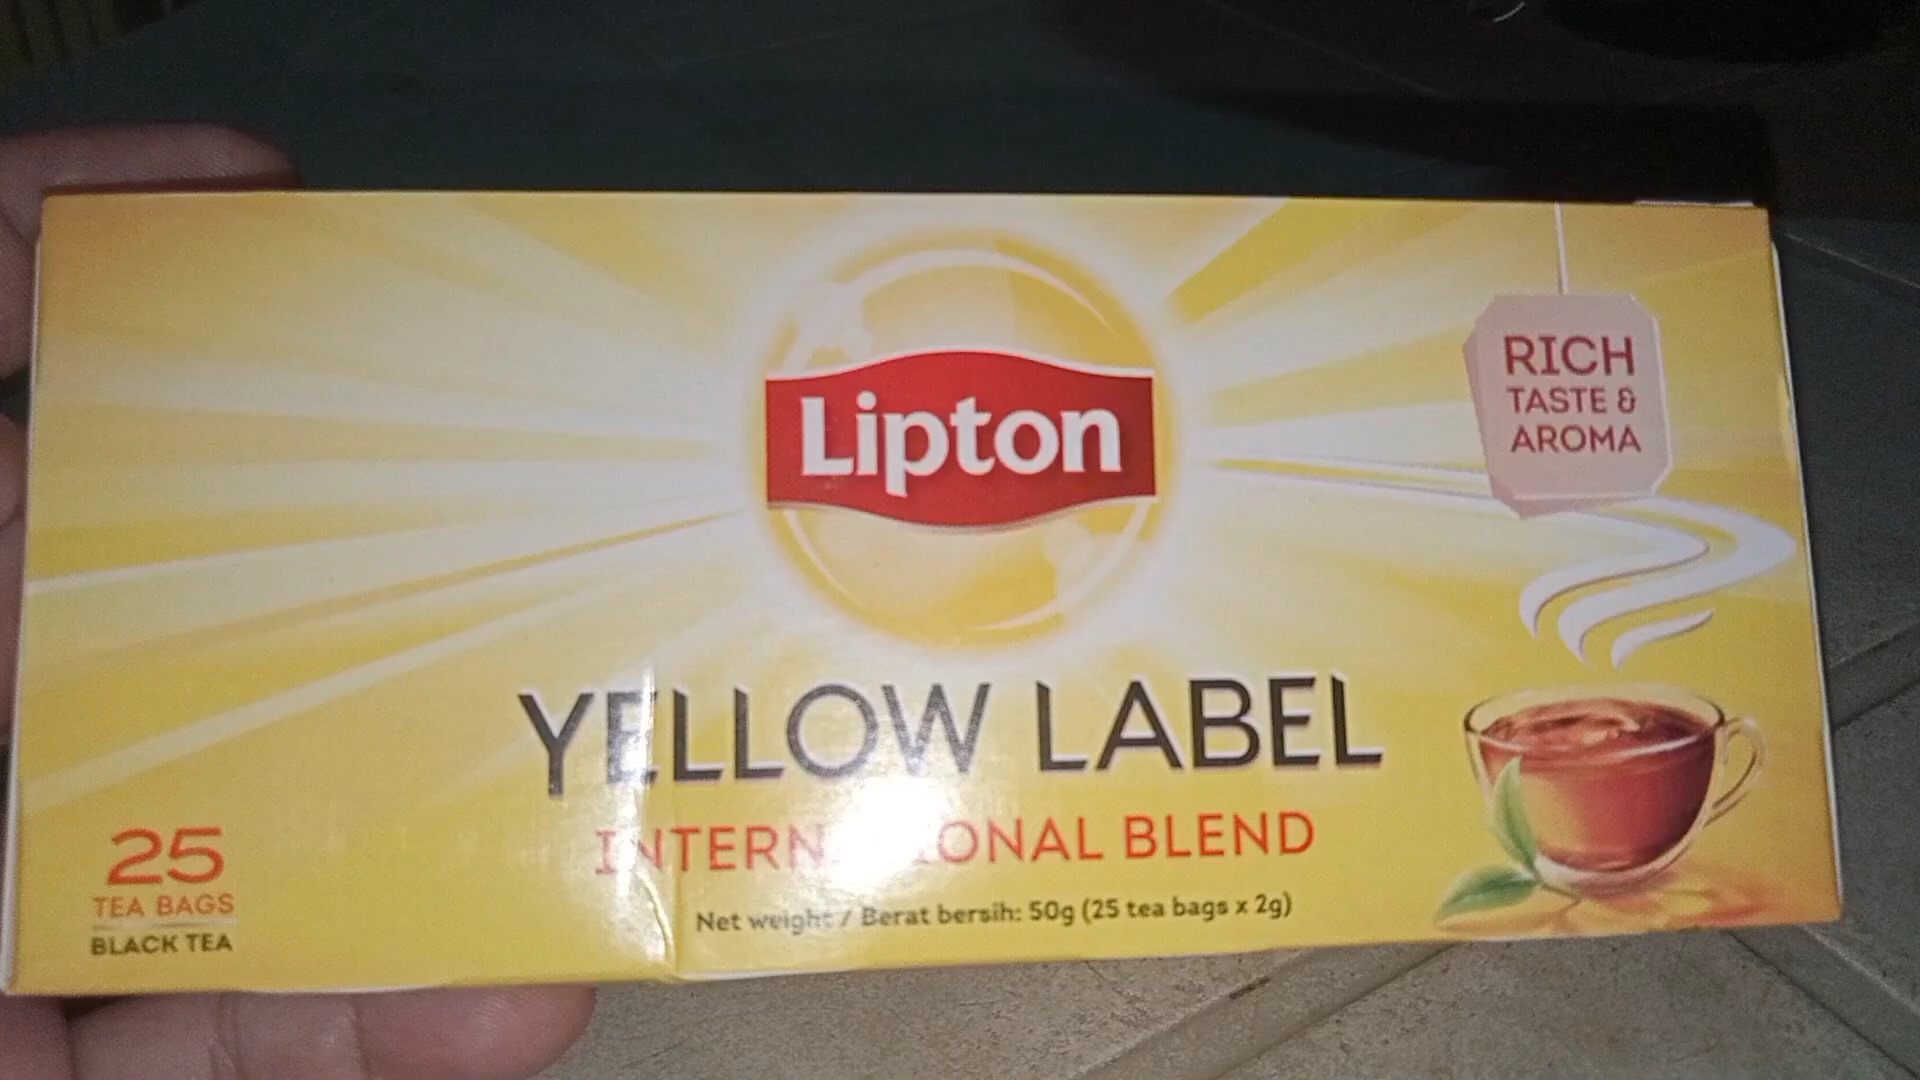 Lipton
RICH
TASTE &
AROMA
YELLOW LABEL
BLEND
25
TEA BAGS
BLACK TEA
Net weight / Berat bersih: 50g (25 tea bags x 2g)